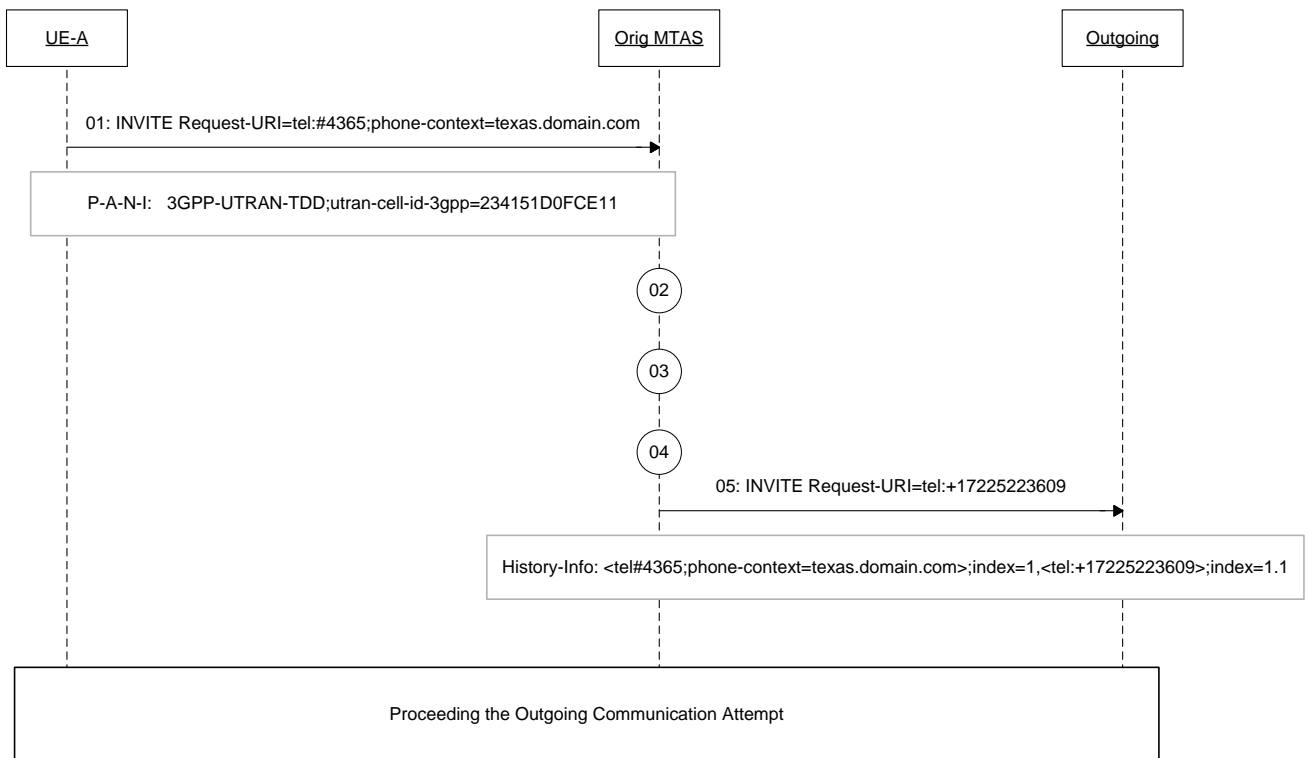 UE-A
Orig MTAS
Outgoing
01: INVITE Request-URI=tel:#4365;phone-context=texas.domain.com
P-A-N-I: 3GPP-UTRAN-TDD;utran-cell-id-3gpp=234151D0FCE11
02
03
04
05: INVITE Request-URI=tel:+17225223609
History-Info: <tel#4365;phone-context=texas.domain.com>;index=1,<tel:+17225223609>;index=1.1
Proceeding the Outgoing Communication Attempt